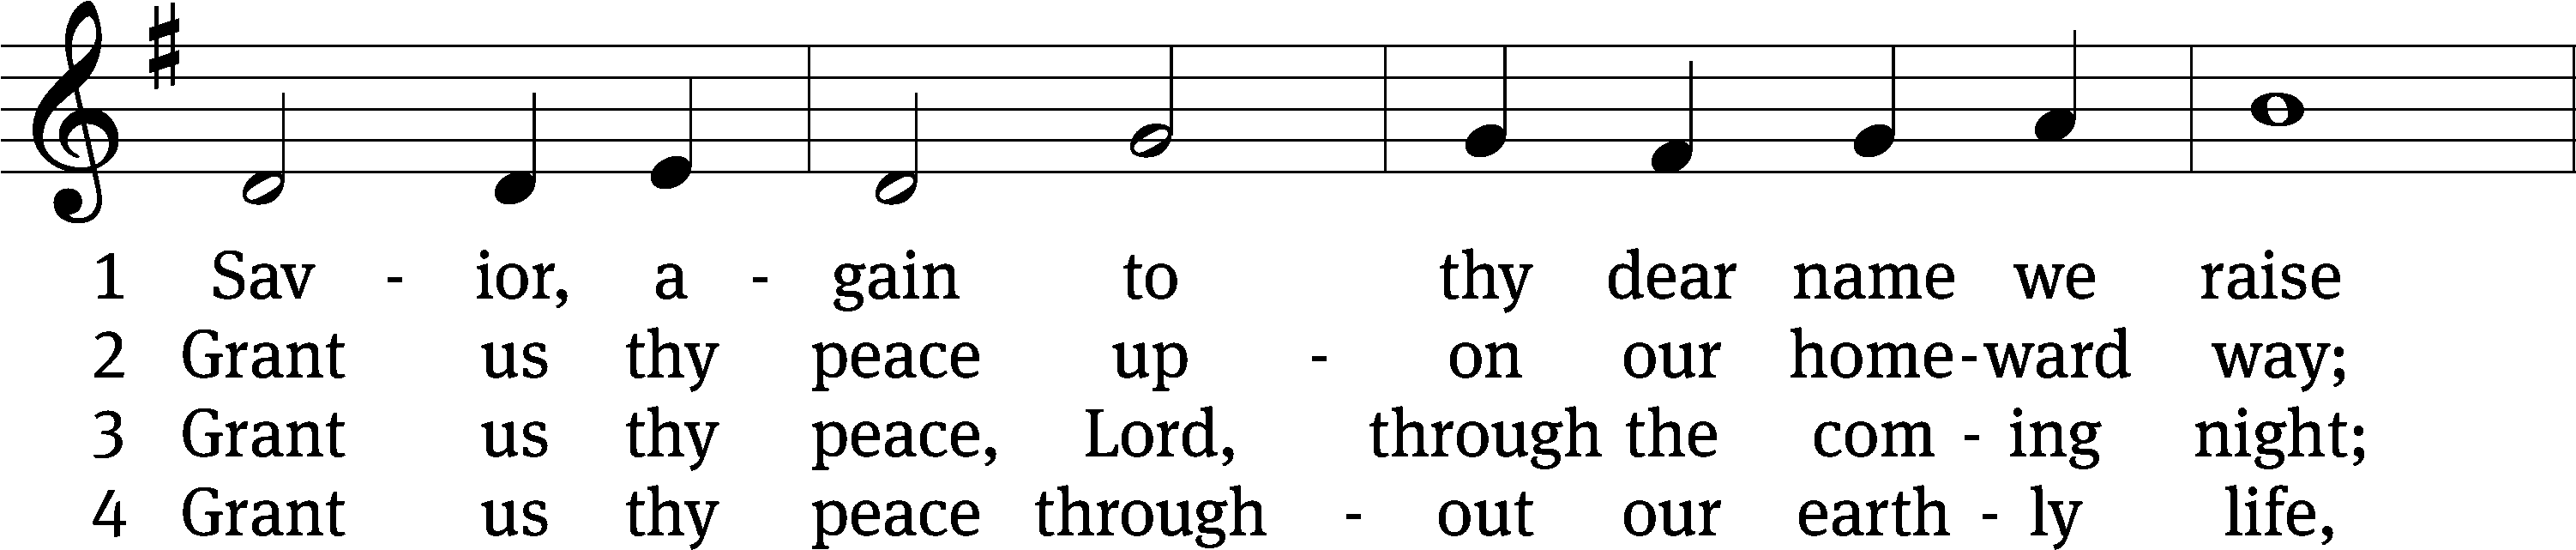 1 Sav - ior, a - gain to thy dear name we raise
2 Grant us thy peace up - on our home - ward way;
3 Grant us thy peace, Lord, through the com - ing night;
4 Grant us thy peace through - out our earth - ly life,